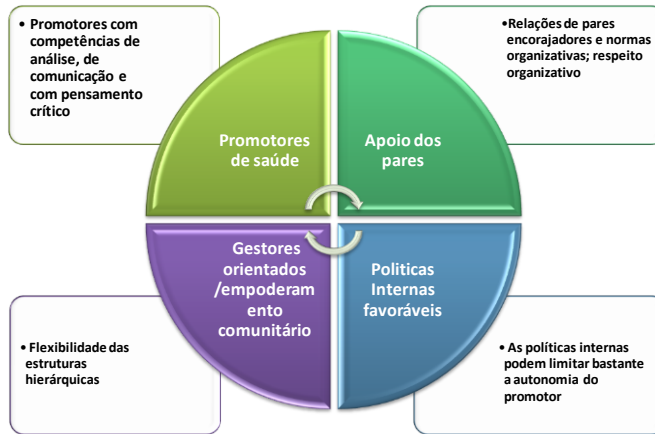 • Promotores com
competências de
análise, de
comunicação e
com pensamento
crítico
•Relações de pares
encorajadores e normas
organizativas; respeito
organizativo
Promotores
de saúde
Apoio dos
pares
Gestores
orientados
/empoderam
ento
comunitário
Politicas
Internas
favoráveis
• Flexibilidade das
estruturas
hierárquicas
• As políticas internas
podem limitar bastante
a autonomia do
promotor